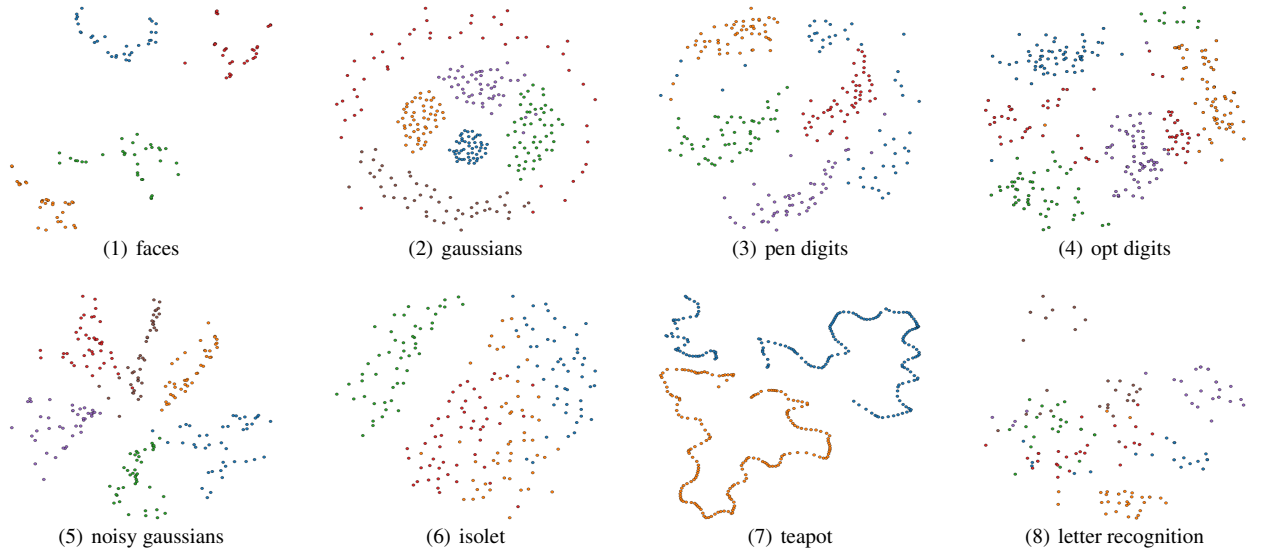 (1) faces
(2) gaussians
(3) pen digits
(4) opt digits
(5) noisy gaussians
(6) isolet
(7) teapot
(8) letter recognition